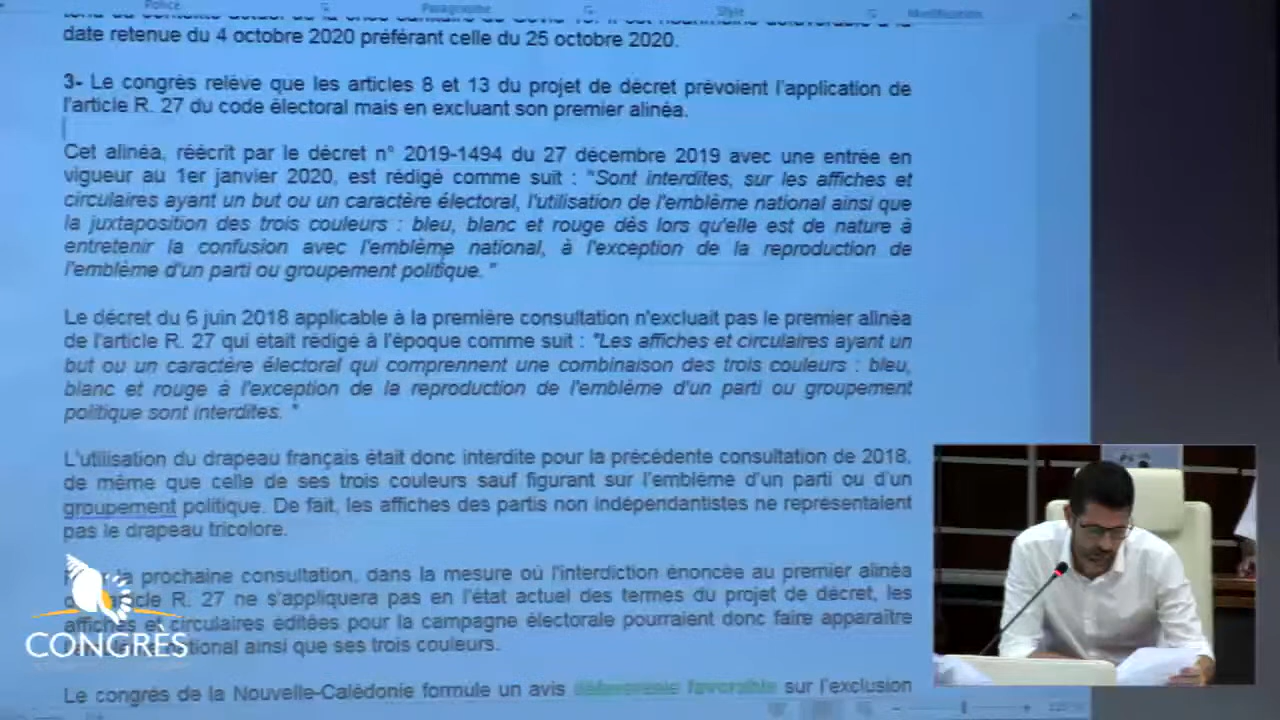 Police Paragraphe Style Modification
date retenue du 4 octobre 2020 préférant celle du 25 octobre 2020.
3- Le congrès relève que les articles 8 et 13 du projet de décret prévoient l'application de
l'article R. 27 du code électoral mais en excluant son premier alinéa.
Cet alinéa, réécrit par le décret n° 2019-1494 du 27 décembre 2019 avec une entrée en
vigueur au 1er janvier 2020, est rédigé comme suit : "Sont interdites, sur les affiches et
circulaires ayant un but ou un caractère électoral, l'utilisation de l'emblème national ainsi que
la juxtaposition des trois couleurs : bleu, blanc et rouge dès lors qu'elle est de nature à
entretenir la confusion avec l'emblème national, à l'exception de la reproduction de
l'emblème d'un parti ou groupement politique. "
Le décret du 6 juin 2018 applicable à la première consultation n'excluait pas le premier alinéa
de l'article R. 27 qui était rédigé à l'époque comme suit : "Les affiches et circulaires ayant un
but ou un caractère électoral qui comprennent une combinaison des trois couleurs : bleu,
blanc et rouge à l'exception de la reproduction de l'emblème d'un parti ou groupement
politique sont interdites. "
L'utilisation du drapeau français était donc interdite pour la précédente consultation de 2018,
de même que celle de ses trois couleurs sauf figurant sur l'emblème d'un parti ou d'un
groupement politique. De fait, les affiches des partis non indépendantistes ne représentaient
pas le drapeau tricolore.
prochaine consultation, dans la mesure où l'interdiction énoncée au premier alinéa
R. 27 ne s'appliquera pas en l'état actuel des termes du projet de décret, les
affiches et circulaires éditées pour la campagne électorale pourraient donc faire apparaître
ainsi que ses trois couleurs.
Le congrès de la Nouvelle-Calédonie formule un avis favorable sur l'exclusion
CONGRÈS